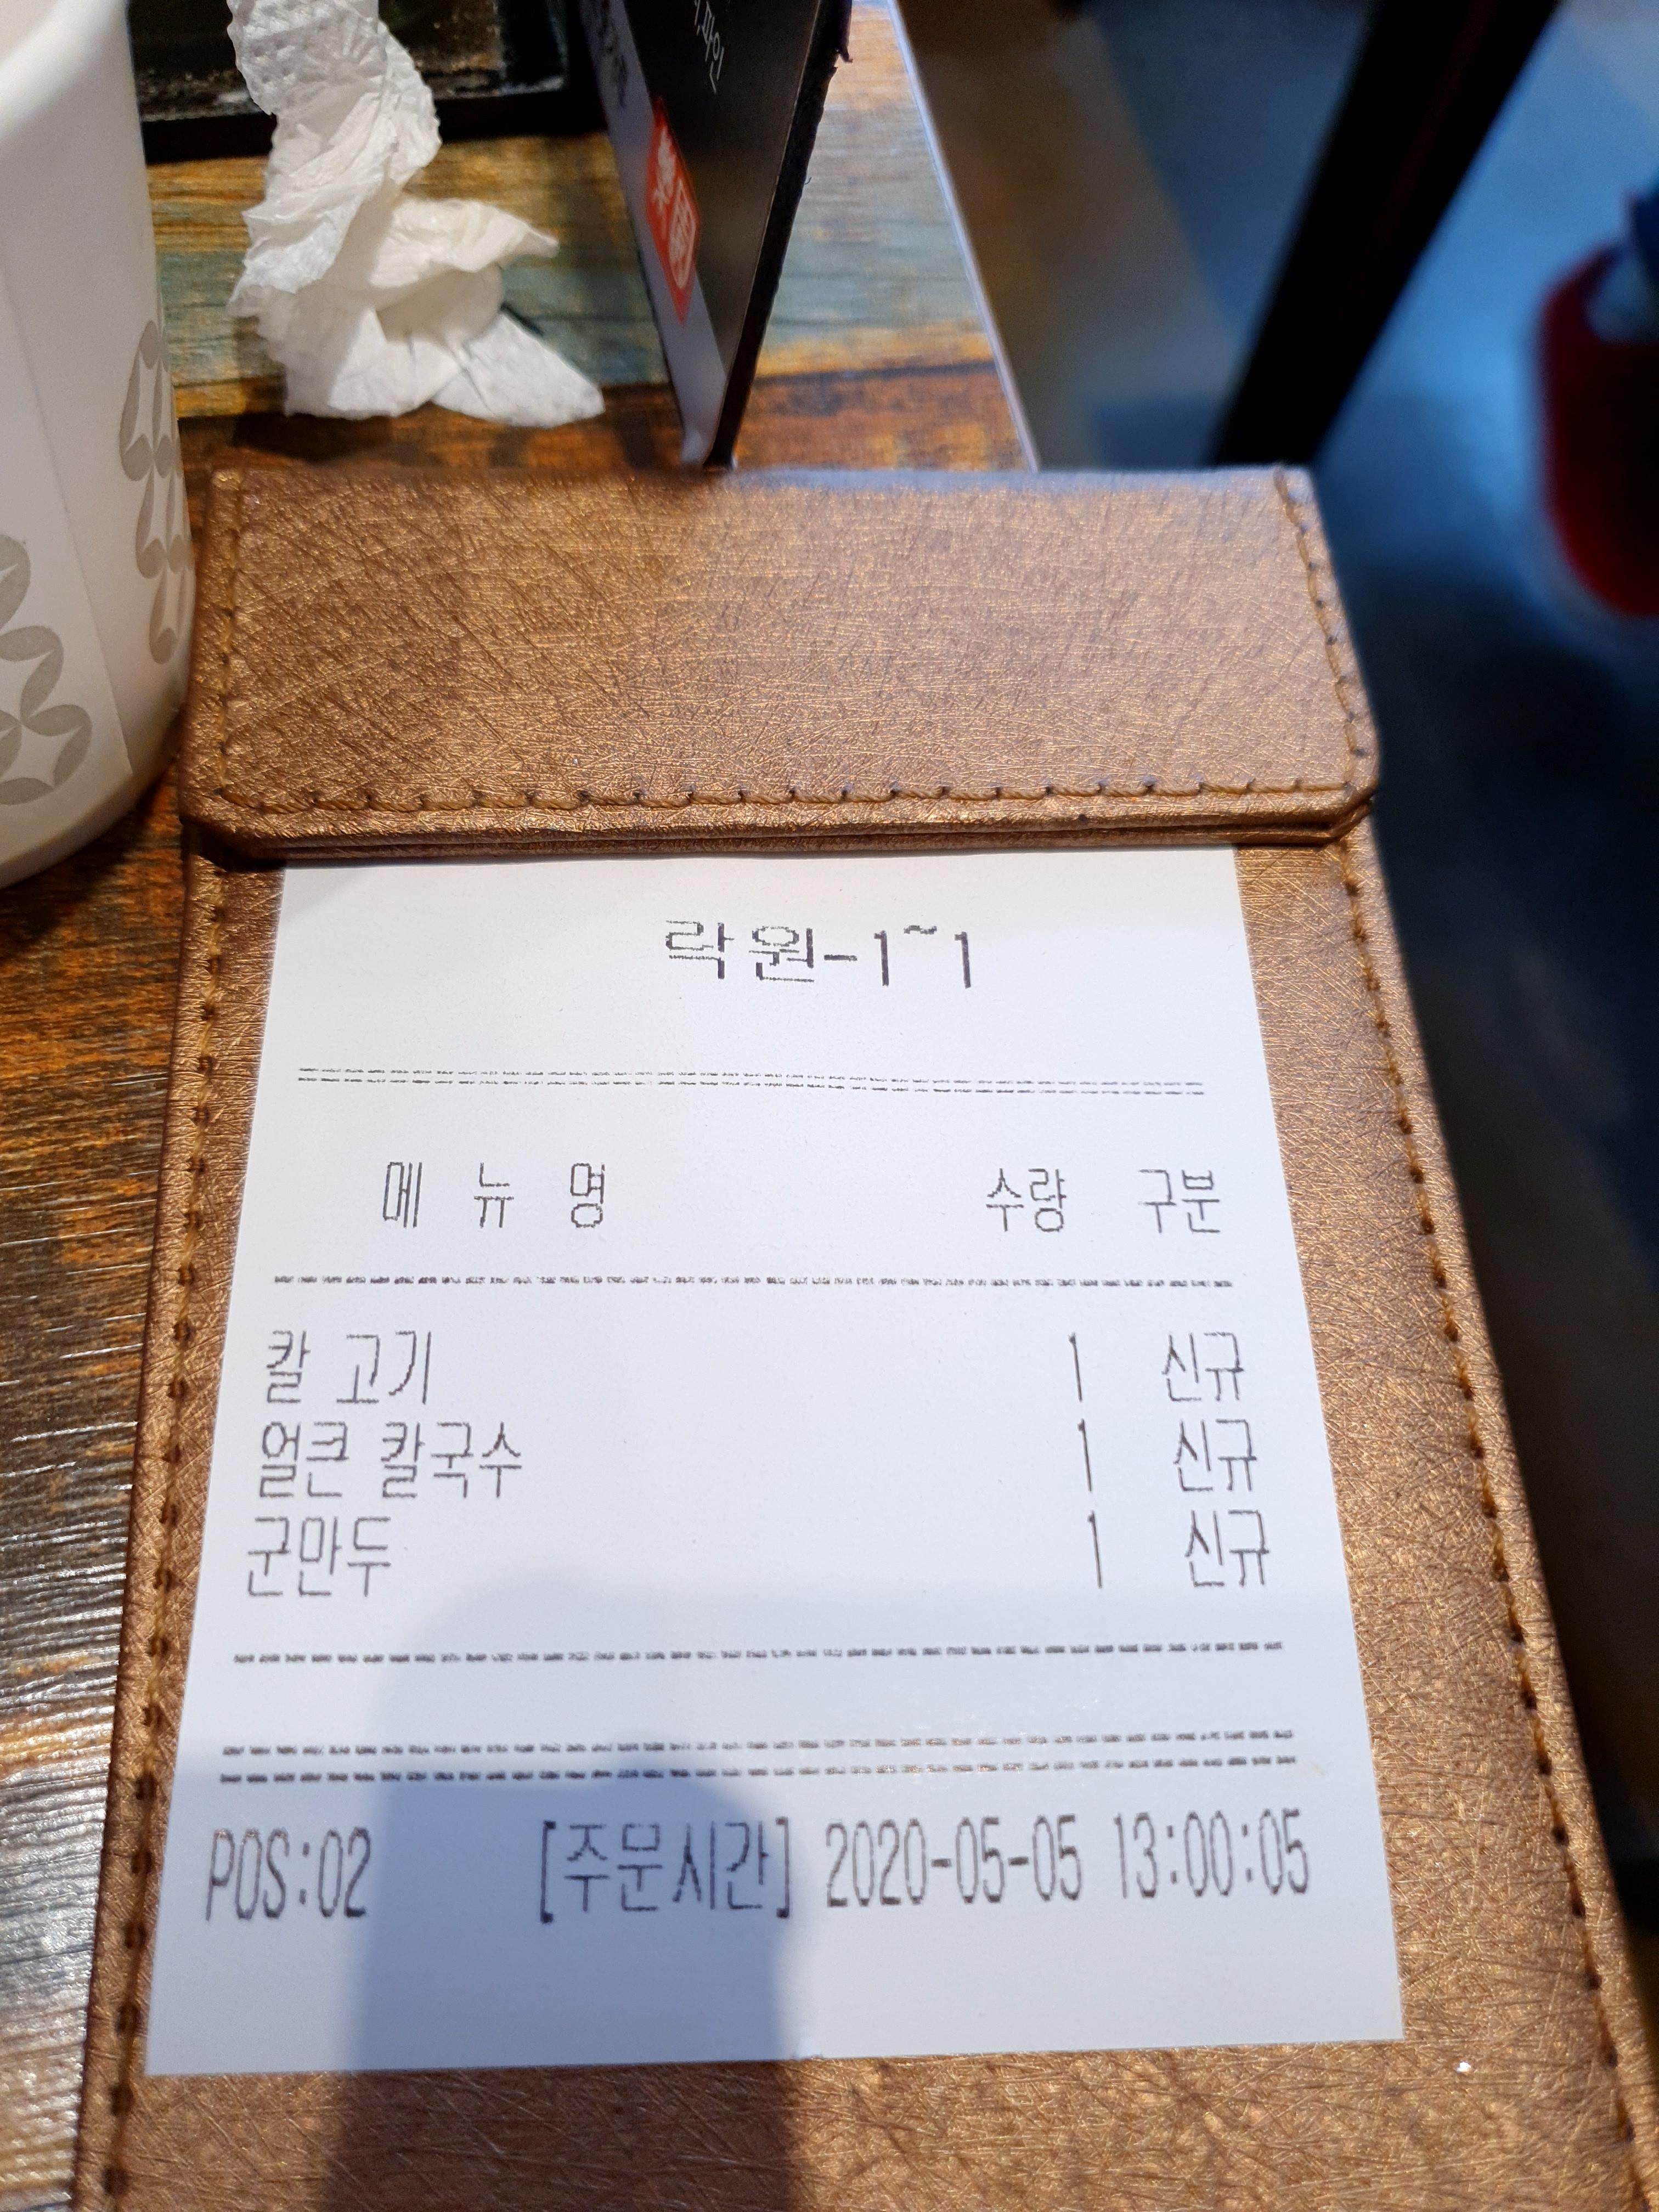 락원-1~1
메 뉴 명 수량 구분
칼 고기 1 신규
얼큰 칼국수 1 신규
군만두 1 신규
POS:02 [주문시간] 2020-05-05 13:00:05